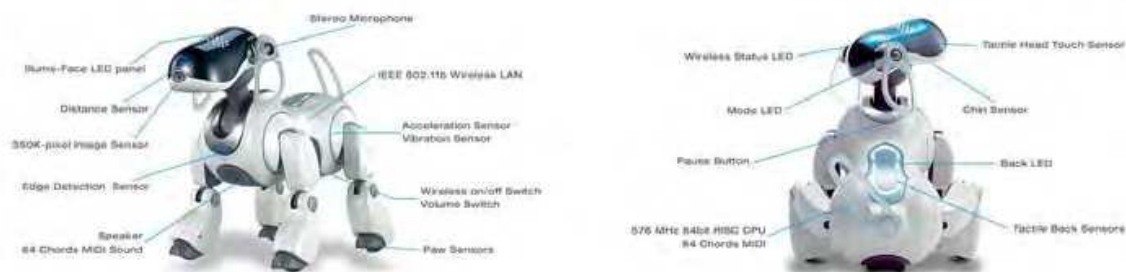 Stereo Microphone
Illume-Face LED panel
IEEE 802.11b Wireless LAN
Distance Sensor
350K-pixel Image Sensor
Acceleration Sensor
Vibration Sensor
Edge Detection Sensor
Wireless on/off Switch
Volume Switch
Speaker
64 Chords MIDI Sound
Paw Sensors
Wireless Status LED
Tactile Head Touch Sensor
Mode LED
Chin Sensor
Pause Button
Back LED
576 MHz 64bit RISC CPU
64 Chords MIDI
Tactile Back Sensors